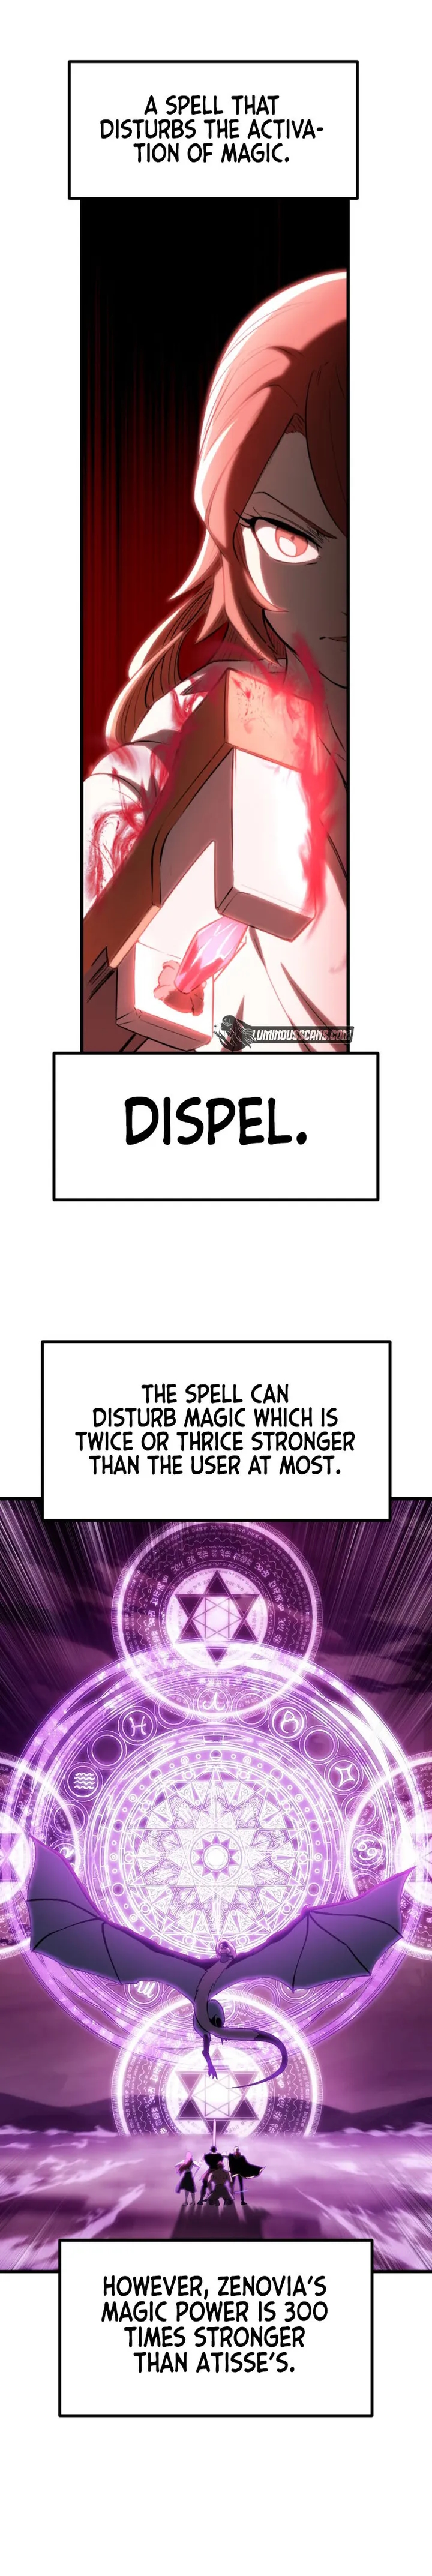 A SPELL THAT
DISTURBS THE ACTIVA-
TION OF MAGIC.
LUMINOUSSCANS.COM
DISPEL.
THE SPELL CAN
DISTURB MAGIC WHICH IS
TWICE OR THRICE STRONGER
THAN THE USER AT MOST.
HOWEVER, ZENOVIA'S
MAGIC POWER IS 300
TIMES STRONGER
THAN ATISSE'S.